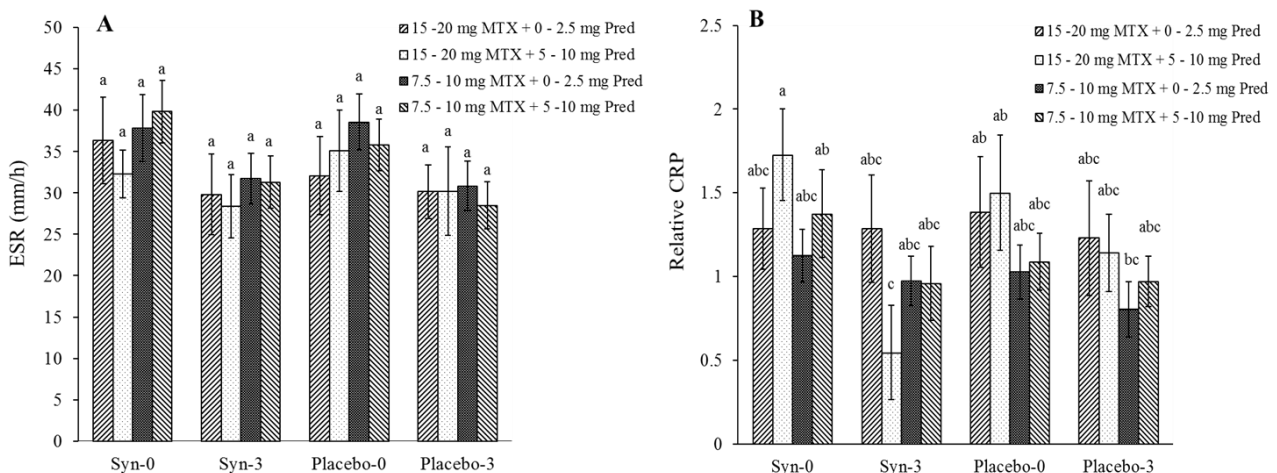 A
ESR (mm/h)
50
45
40
35
30
25
20
15
10
5
0
15 -20 mg MTX + 0 - 2.5 mg Pred
15 - 20 mg MTX + 5 - 10 mg Pred
7.5 - 10 mg MTX + 0 - 2.5 mg Pred
7.5 - 10 mg MTX + 5 -10 mg Pred
a a a a a a a a a a a a a a a a
Syn-0 Syn-3 Placebo-0 Placebo-3
B
Relative CRP
2.5
2
1.5
1
0.5
0
15 -20 mg MTX + 0 - 2.5 mg Pred
15 - 20 mg MTX + 5 - 10 mg Pred
7.5 - 10 mg MTX + 0 - 2.5 mg Pred
7.5 - 10 mg MTX + 5 -10 mg Pred
abc a abc ab abc c abc abc ab ab abc abc abc abc bc abc
Syn-0 Syn-3 Placebo-0 Placebo-3